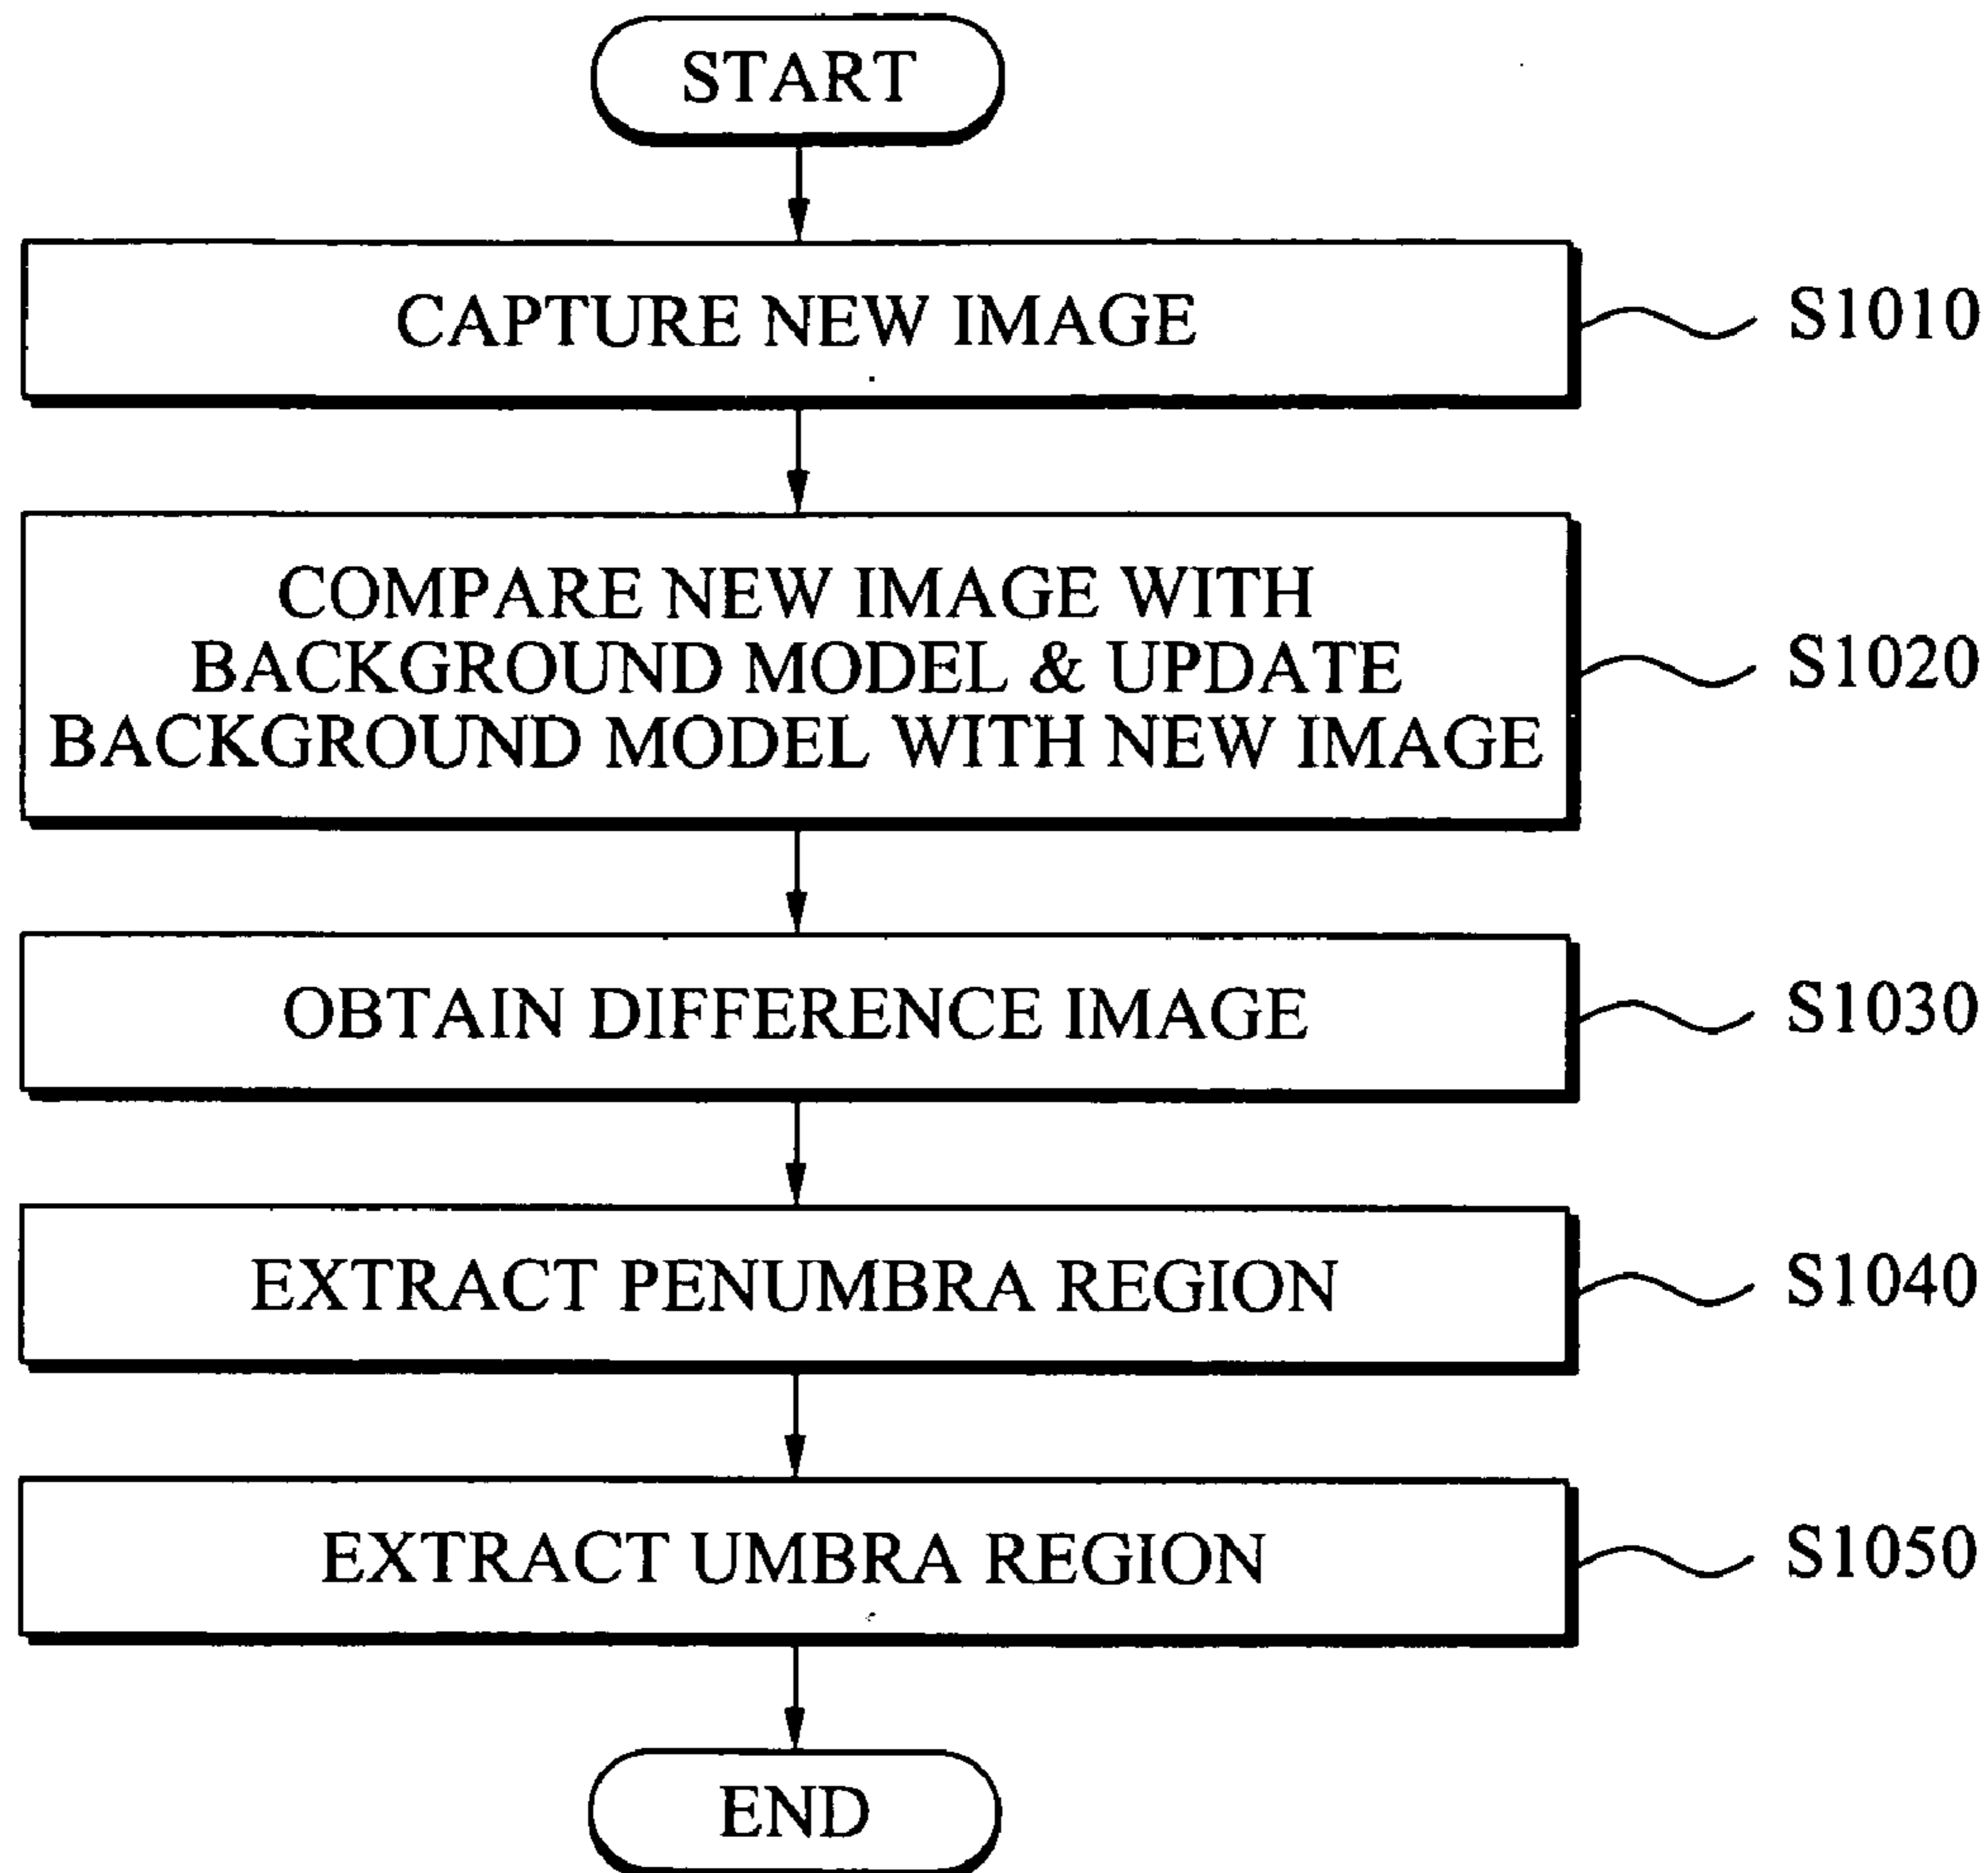 START
CAPTURE NEW IMAGE
S1010
COMPARE NEW IMAGE WITH
BACKGROUND MODEL & UPDATE
BACKGROUND MODEL WITH NEW IMAGE
S1020
OBTAIN DIFFERENCE IMAGE
S1030
EXTRACT PENUMBRA REGION
S1040
EXTRACT UMBRA REGION
S1050
END